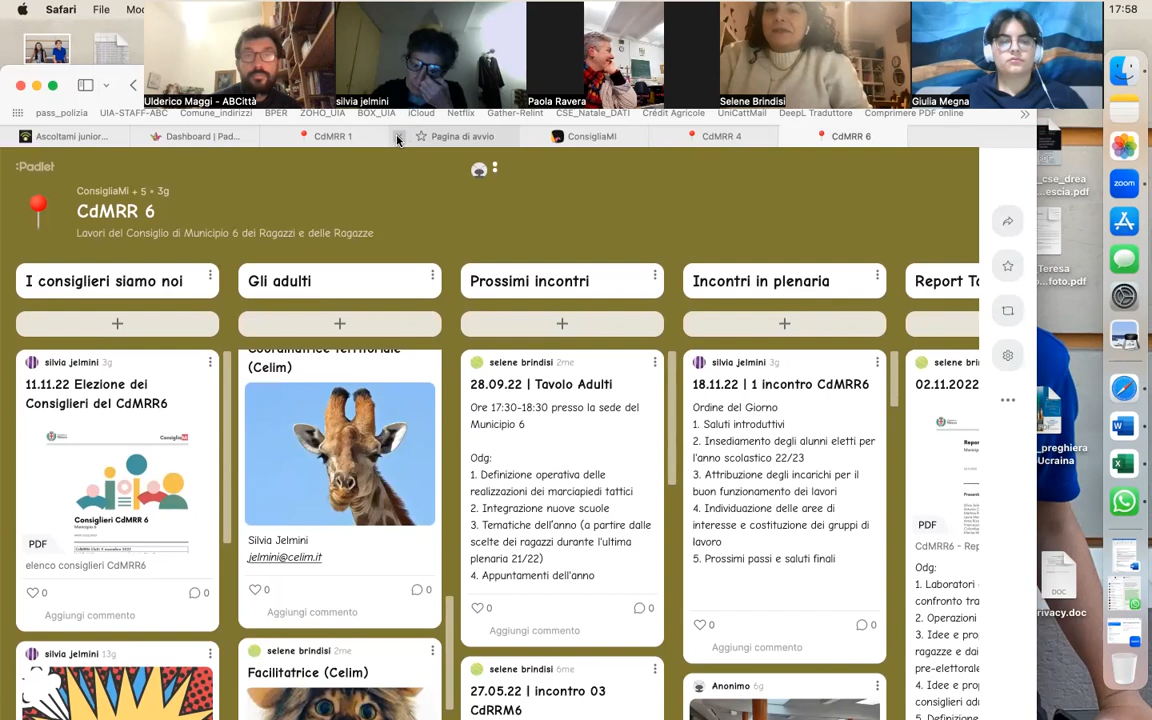 Safari
File
Mo
17:58
Ulderico Maggi - ABCittà
silvia jelmini
Paola Ravera
Selene Brindisi
Giulia Megna
pass_polizia
UIA-STAFF-ABC
Comune_indirizzi
BPER
ZOHO_UIA
BOX_UIA
iCloud
Netflix
Gather-Relint
CSE_Natale_DATI
Crédit Agricole
UniCattMail
DeepL Traduttore
Comprimere PDF online
Ascoltami junior...
Dashboard | Pad...
CdMRR 1
Pagina di avvio
ConsigliaMI
CdMRR 4
CdMRR 6
:Padlet
ConsigliaMi + 5 • 3g
CdMRR 6
Lavori del Consiglio di Municipio 6 dei Ragazzi e delle Ragazze
I consiglieri siamo noi
silvia jelmini 3g
11.11.22 Elezione dei
Consiglieri del CdMRR6
Consiglieri CdMRR 6
PDF
elenco consiglieri CdMRR6
0
0
Aggiungi commento
silvia jelmini 13g
Gli adulti
Coordinatrice Territoriale
(Celim)
Silvia Jelmini
jelmini@celim.it
0
0
Aggiungi commento
selene brindisi 2me
Facilitatrice (Celim)
Prossimi incontri
selene brindisi 2me
28.09.22 | Tavolo Adulti
Ore 17:30-18:30 presso la sede del
Municipio 6
Odg:
1. Definizione operativa delle
realizzazioni dei marciapiedi tattici
2. Integrazione nuove scuole
3. Tematiche dell'anno (a partire dalle
scelte dei ragazzi durante l'ultima
plenaria 21/22)
4. Appuntamenti dell'anno
0
0
Aggiungi commento
selene brindisi 6me
27.05.22 | incontro 03
CdRRM6
Incontri in plenaria
silvia jelmini 3g
18.11.22 | 1 incontro CdMRR6
Ordine del Giorno
1. Saluti introduttivi
2. Insediamento degli alunni eletti per
l'anno scolastico 22/23
3. Attribuzione degli incarichi per il
buon funzionamento dei lavori
4. Individuazione delle aree di
interesse e costituzione dei gruppi di
lavoro
5. Prossimi passi e saluti finali
0
0
Aggiungi commento
Anonimo 6g
Report Ta
selene brin
02.11.2022
PDF
CdMRR6 - Rep
Odg:
1. Laboratori
confronto tra
2. Operazioni
3. Idee e prop
ragazze e dai
pre-elettorale
4. Idee e prop
consiglieri ad
5. Definizione
_cse_drea
...escia.pdf
_Teresa
o...foto.pdf
_preghiera
Ucraina
DOC
rivacy.doc
zoom